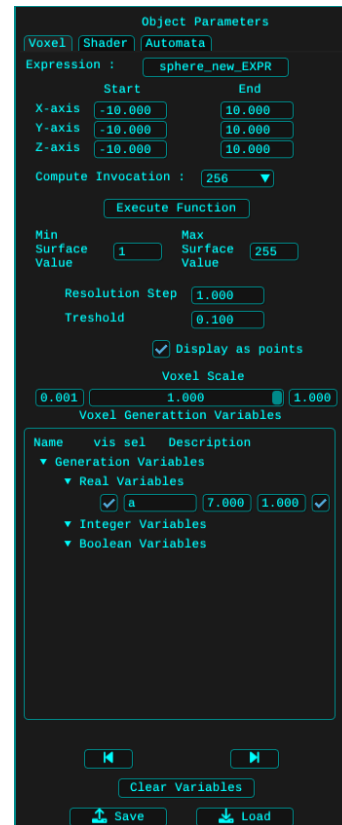 Object Parameters
Voxel Shader Automata
Expression : sphere_new_EXPR
Start End
X-axis -10.000 10.000
Y-axis -10.000 10.000
Z-axis -10.000 10.000
Compute Invocation : 256
Execute Function
Min Surface Value 1 Max Surface Value 255
Resolution Step 1.000
Treshold 0.100
Display as points
Voxel Scale
0.001 1.000 1.000
Voxel Generattion Variables
Name vis sel Description
Generation Variables
Real Variables
a 7.000 1.000
Integer Variables
Boolean Variables
Clear Variables
Save Load